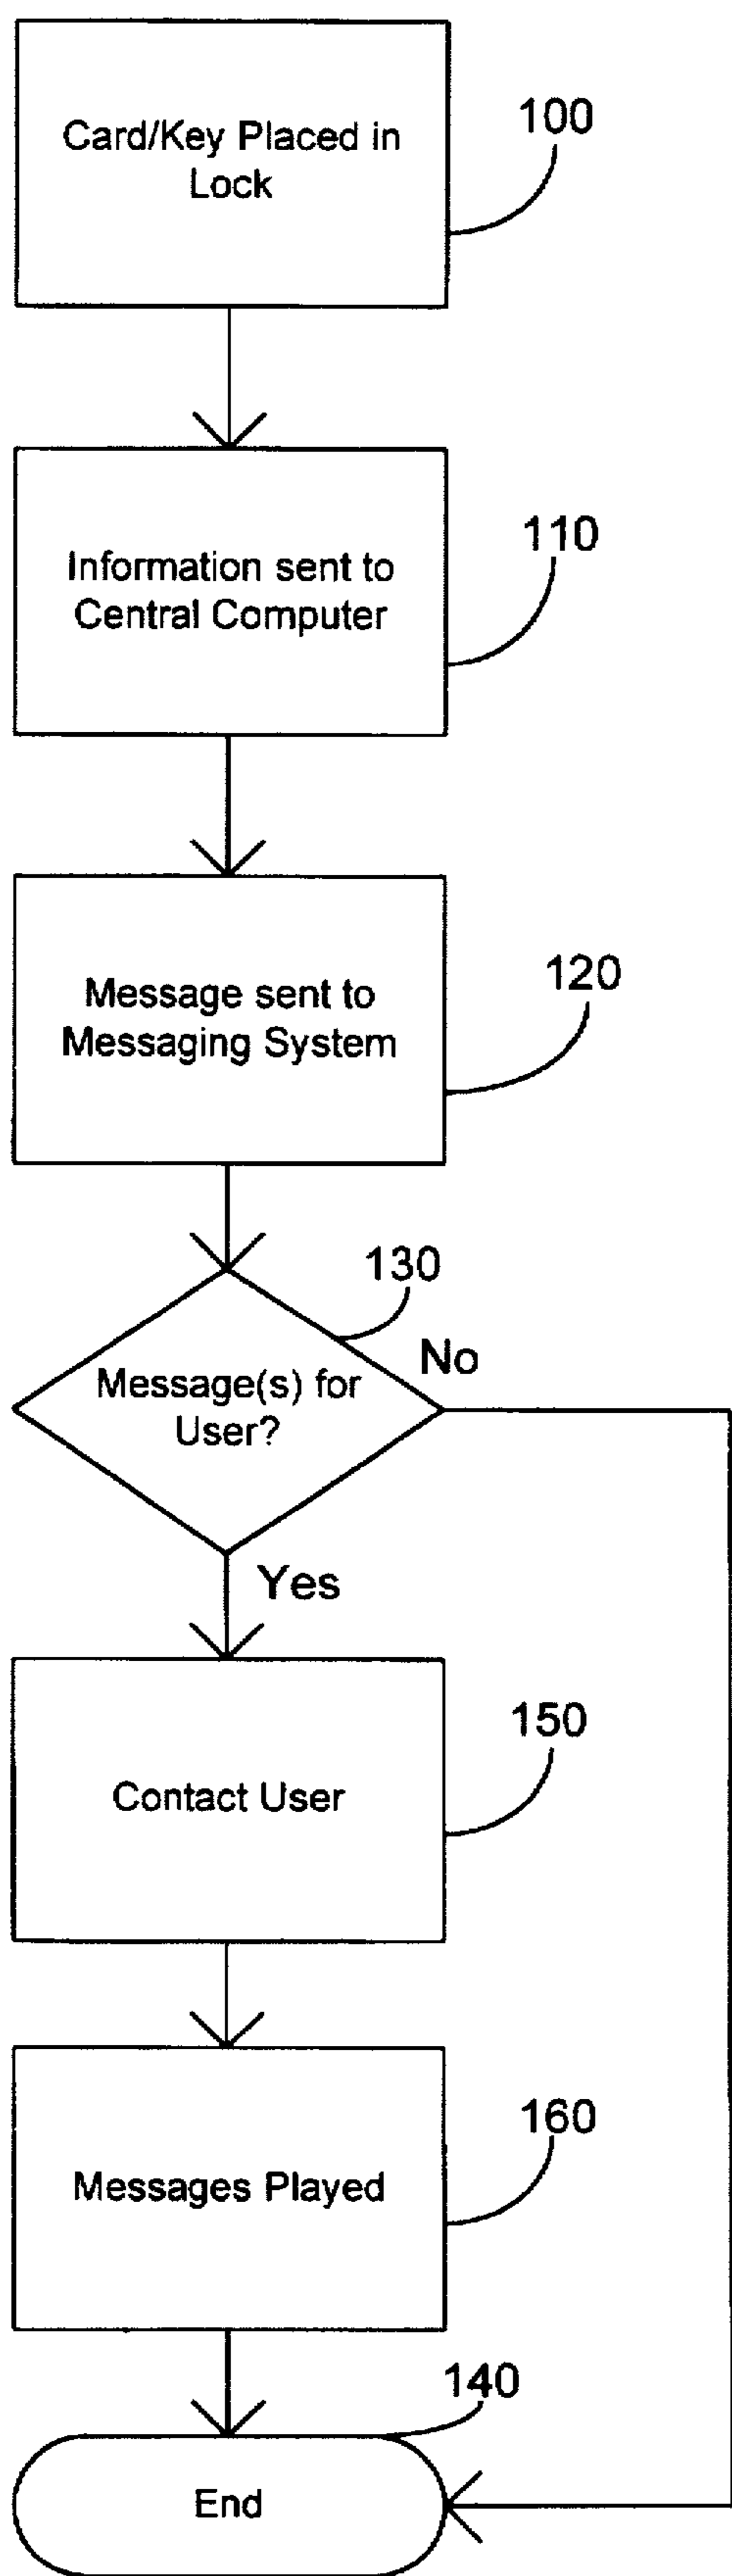 Card/Key Placed in
Lock
100
Information sent to
Central Computer
110
Message sent to
Messaging System
120
130
Message(s) for
User?
No
Yes
Contact User
150
Messages Played
160
140
End